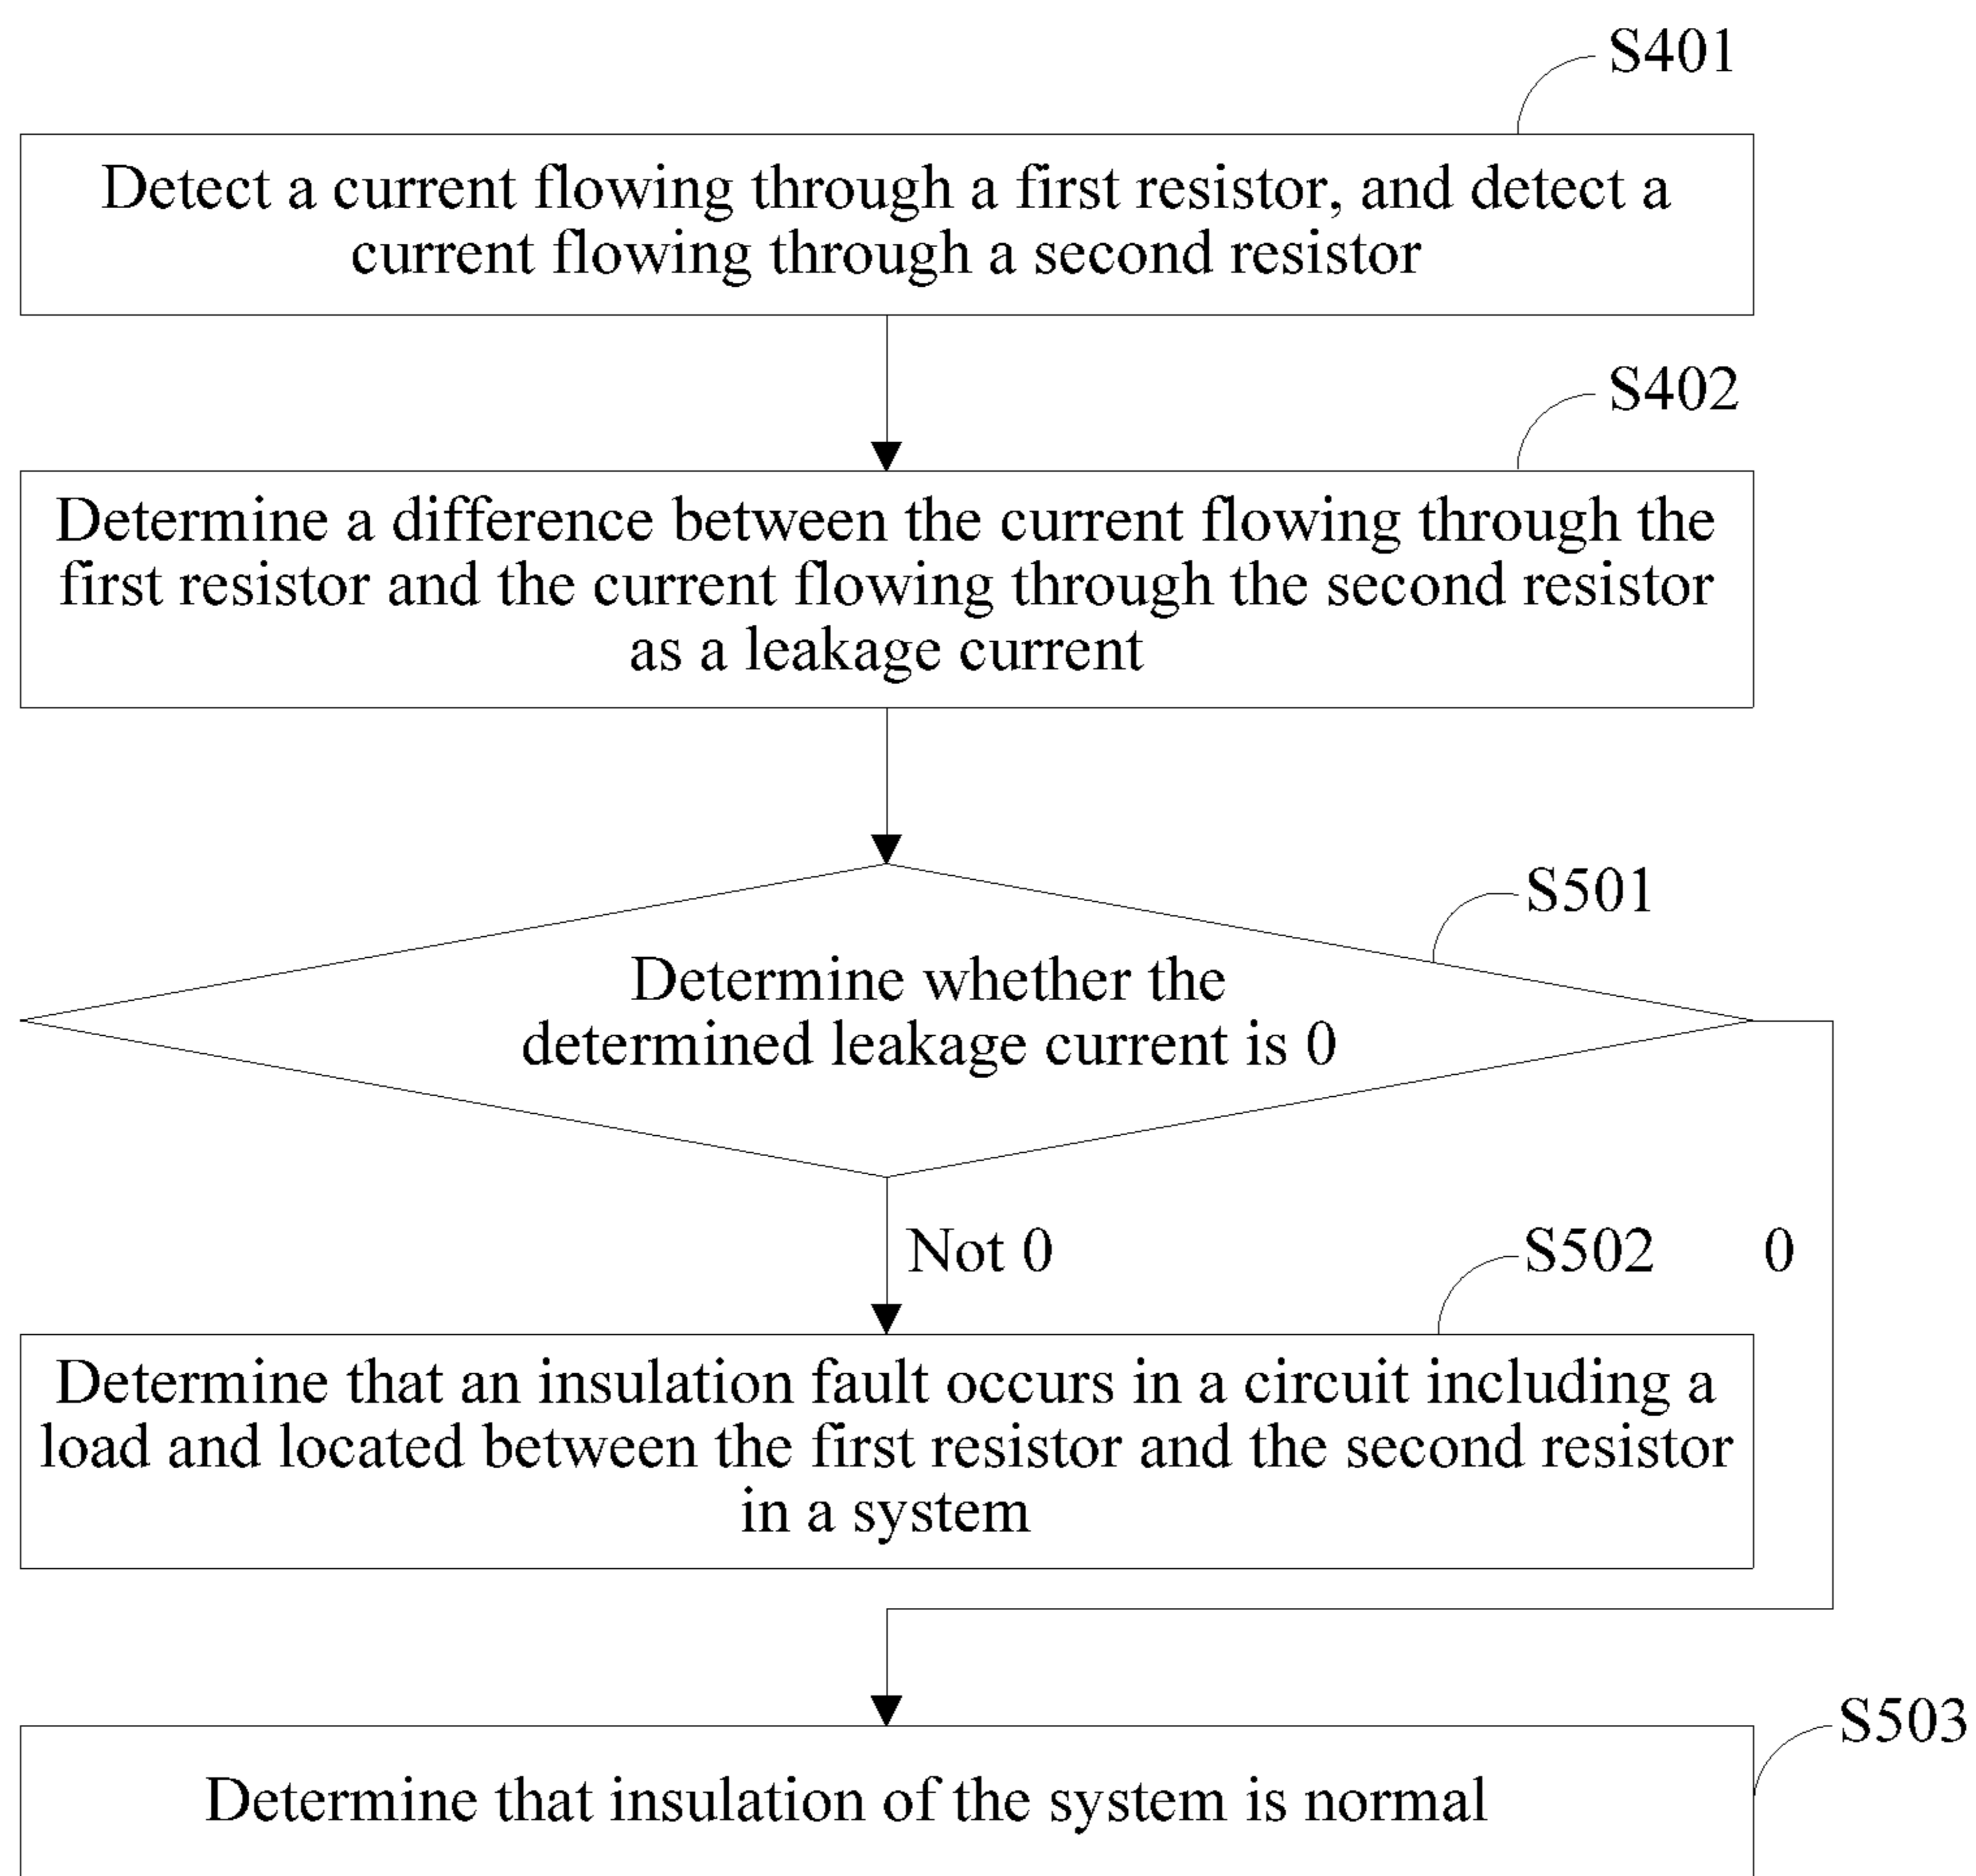 S401
Detect a current flowing through a first resistor, and detect a
current flowing through a second resistor
S402
Determine a difference between the current flowing through the
first resistor and the current flowing through the second resistor
as a leakage current
S501
Determine whether the
determined leakage current is 0
Not 0
S502
0
Determine that an insulation fault occurs in a circuit including a
load and located between the first resistor and the second resistor
in a system
S503
Determine that insulation of the system is normal